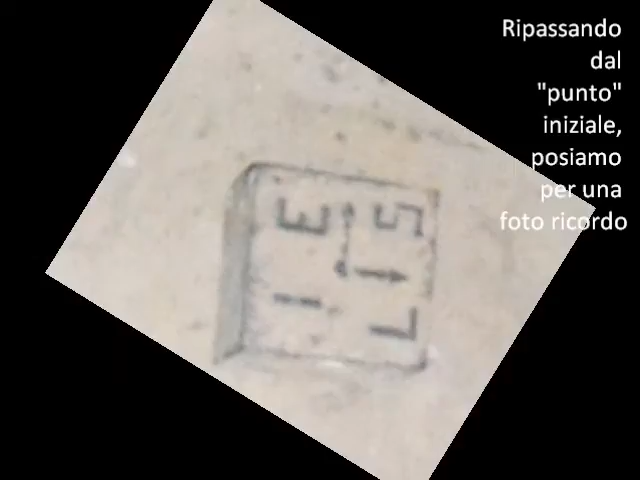 Ripassando
dal
"punto"
iniziale,
posiamo
per una
foto ricordo